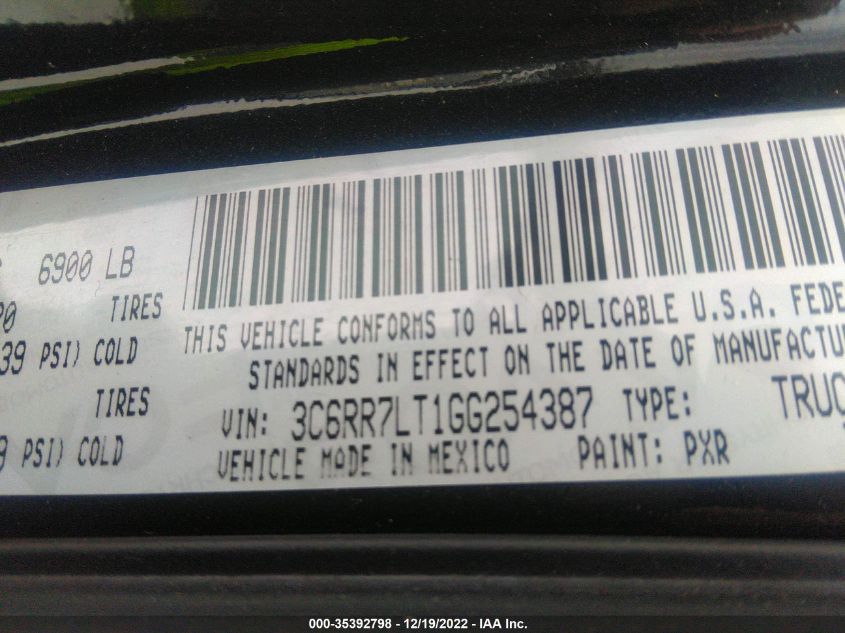 6900 LB
TIRES
39 PSI) COLD
TIRES
PSI) COLD
THIS VEHICLE CONFORMS TO ALL APPLICABLE U.S.A. FEDE
STANDARDS IN EFFECT ON THE DATE OF MANUFACTU
VIN: 3C6RR7LT1GG254387 TYPE: TRUC
VEHICLE MADE IN MEXICO PAINT: PXR
000-35392798 - 12/19/2022 - IAA Inc.